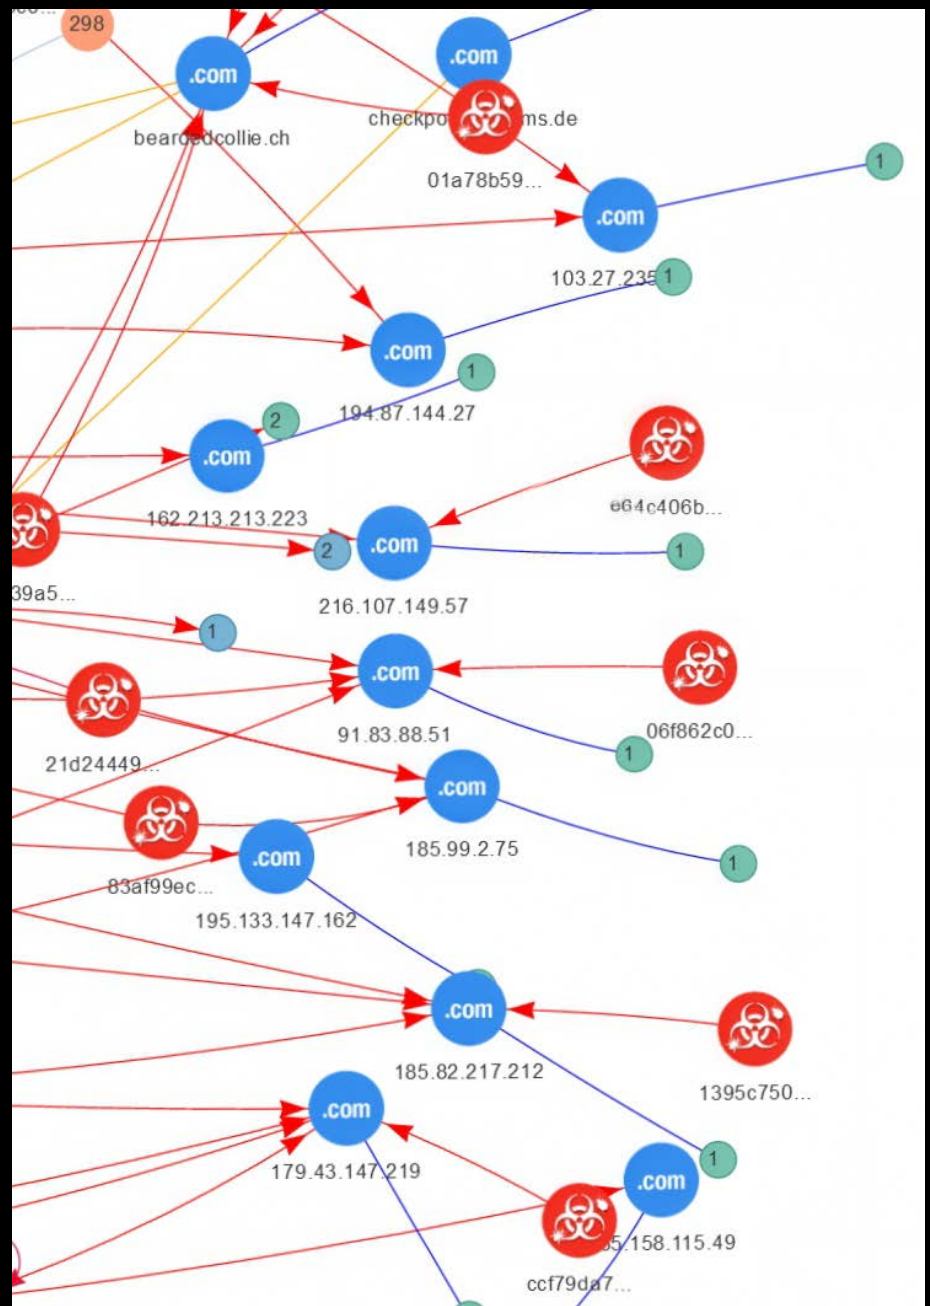 298
.com
.com
bearcedcollie.ch
01a78b59...
1
.com
103.27.235
1
.com
1
194.87.144.27
2
.com
162.213.213.223
e64c406b...
.com
2
1
216.107.149.57
39a5...
1
.com
91.83.88.51
06f862c0...
1
21d24449...
.com
185.99.2.75
1
.com
83af99ec...
195.133.147.162
.com
185.82.217.212
1395c750...
.com
179.43.147.219
1
.com
5.158.115.49
ccf79da7...